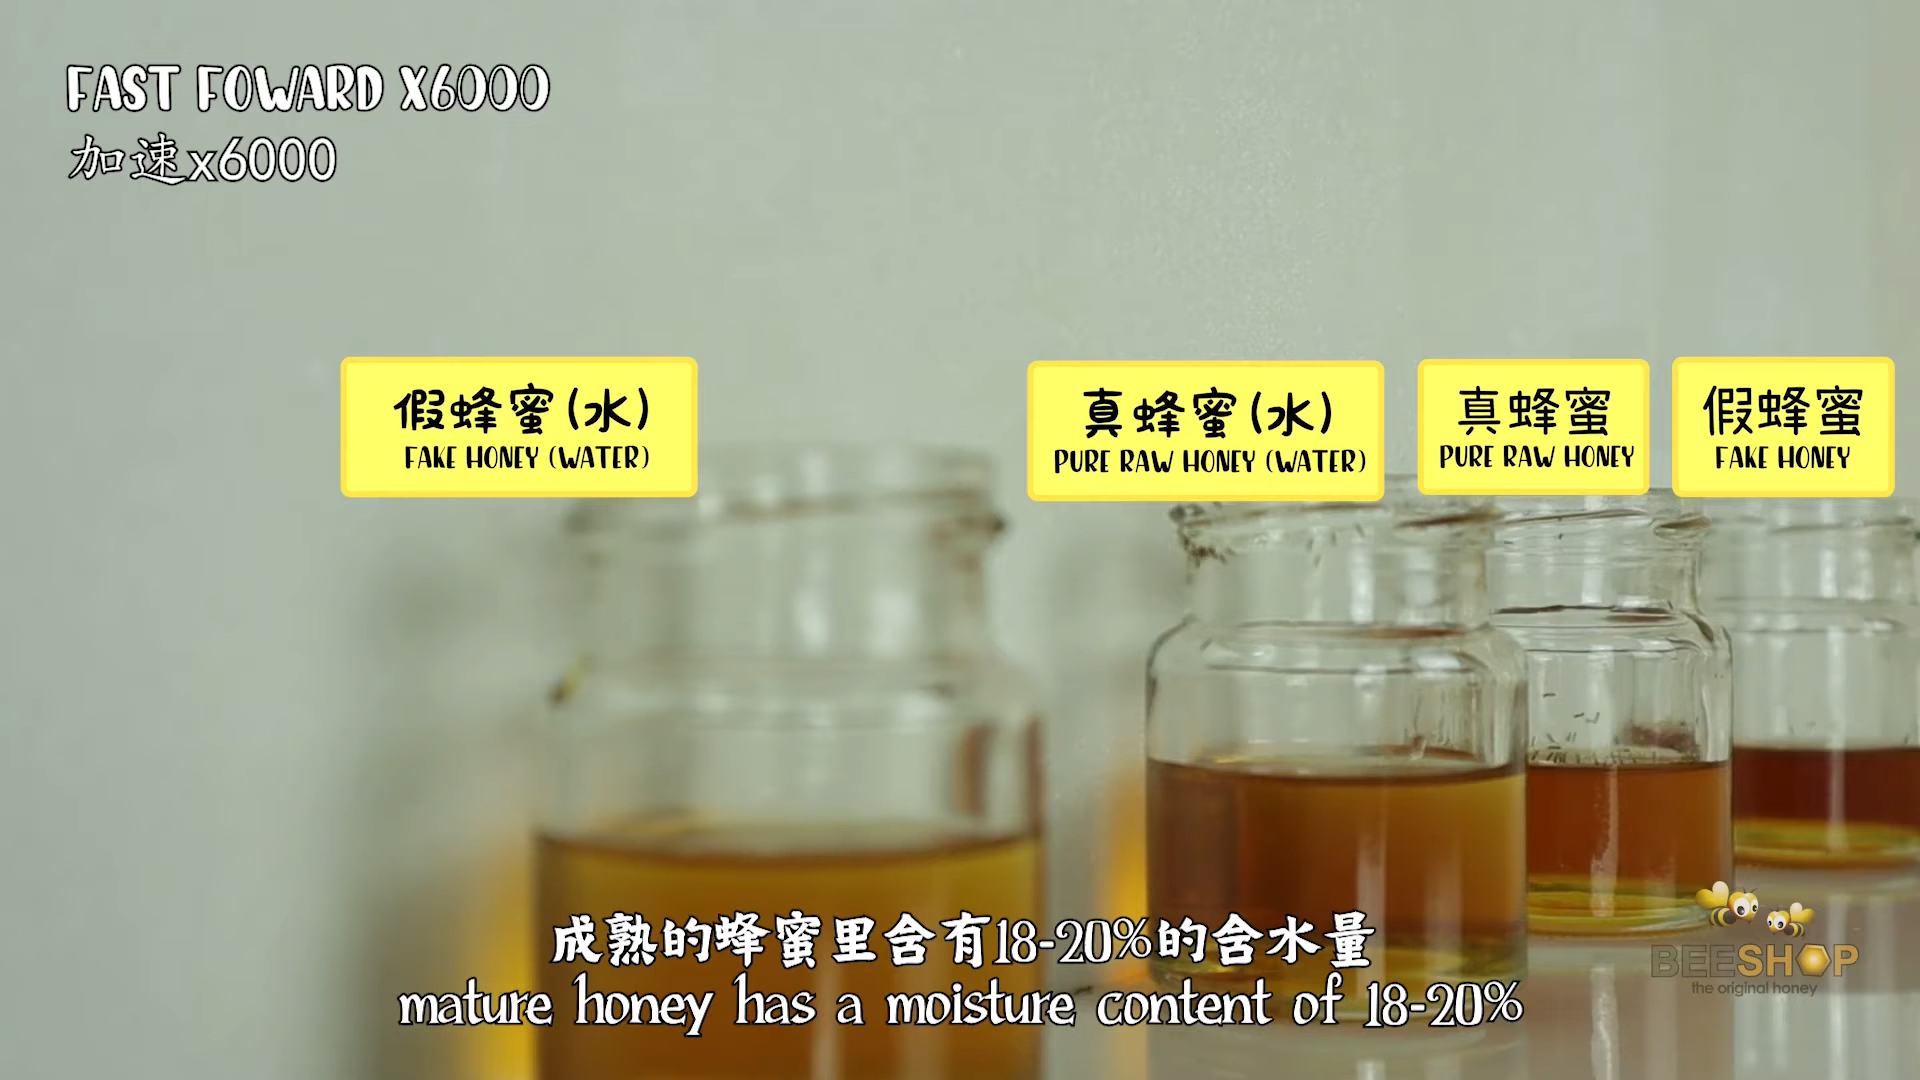 FAST FOWARD X6000
加速x6000
假蜂蜜(水)
FAKE HONEY (WATER)
真蜂蜜(水)
PURE RAW HONEY (WATER)
真蜂蜜
PURE RAW HONEY
假蜂蜜
FAKE HONEY
成熟的蜂蜜里含有18-20%的含水量
mature honey has a moisture content of 18-20%
BEESHOP
the original honey